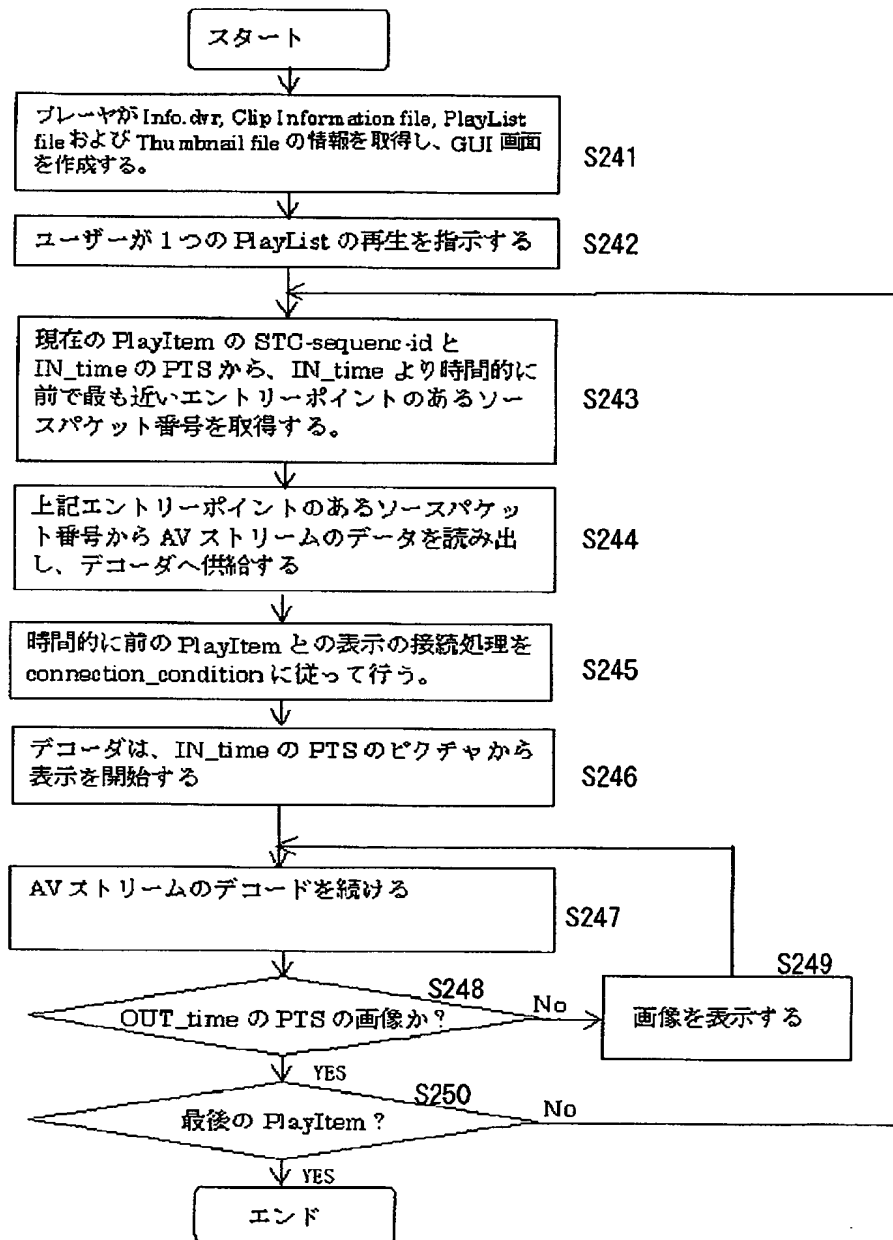 スタート
プレーヤが Info.dvr, Clip Information file, PlayList
file および Thumbnail file の情報を取得し、GUI 画面
を作成する。
S241
ユーザーが 1 つの PlayList の再生を指示する
S242
現在の PlayItem の STC-sequenc-id と
IN_time の PTS から、IN_time より時間的に
前で最も近いエントリーポイントのあるソー
スパケット番号を取得する。
S243
上記エントリーポイントのあるソースパケッ
ト番号から AV ストリームのデータを読み出
し、デコーダへ供給する
S244
時間的に前の PlayItem との表示の接続処理を
connection_condition に従って行う。
S245
デコーダは、IN_time の PTS のピクチャから
表示を開始する
S246
AV ストリームのデコードを続ける
S247
S248
OUT_time の PTS の画像か?
No
S249
画像を表示する
YES
S250
最後の PlayItem?
No
YES
エンド